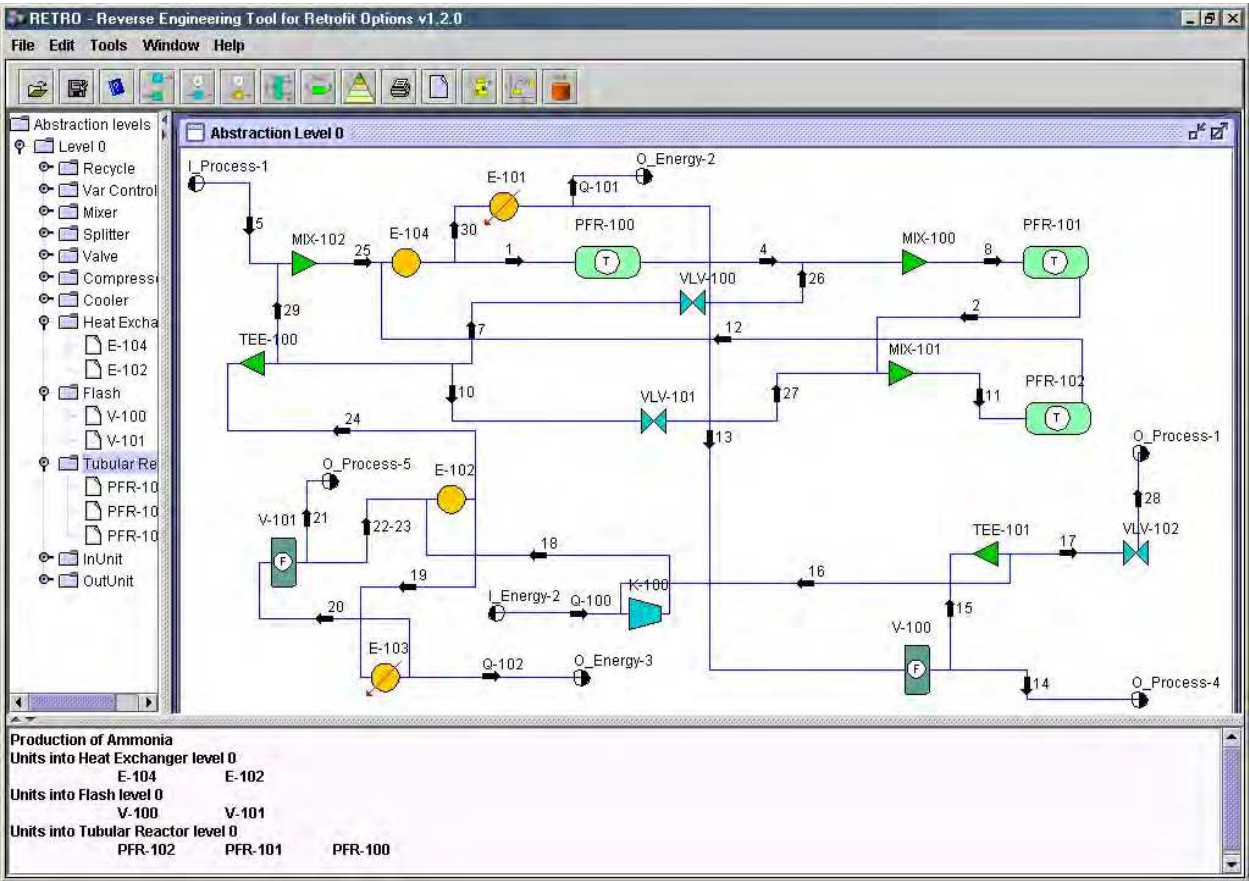 RETRO - Reverse Engineering Tool for Retrofit Options v1.2.0
File Edit Tools Window Help
Abstraction levels
Level 0
Recycle
Var Control
Mixer
Splitter
Valve
Compress
Cooler
Heat Excha
E-104
E-102
Flash
V-100
V-101
Tubular Re
PFR-10
PFR-10
PFR-10
InUnit
OutUnit
Abstraction Level 0
I_Process-1
O_Energy-2
E-101
Q-101
5
30
PFR-100
T
MIX-102
25
E-104
1
4
MIX-100
8
PFR-101
T
VLV-100
26
29
7
2
12
TEE-100
MIX-101
10
VLV-101
27
11
PFR-102
T
24
13
O_Process-1
O_Process-5
E-102
28
V-101
F
21
22-23
TEE-101
17
VLV-102
18
19
16
I_Energy-2
Q-100
K-100
20
15
V-100
F
E-103
Q-102
O_Energy-3
14
O_Process-4
Production of Ammonia
Units into Heat Exchanger level 0
E-104 E-102
Units into Flash level 0
V-100 V-101
Units into Tubular Reactor level 0
PFR-102 PFR-101 PFR-100